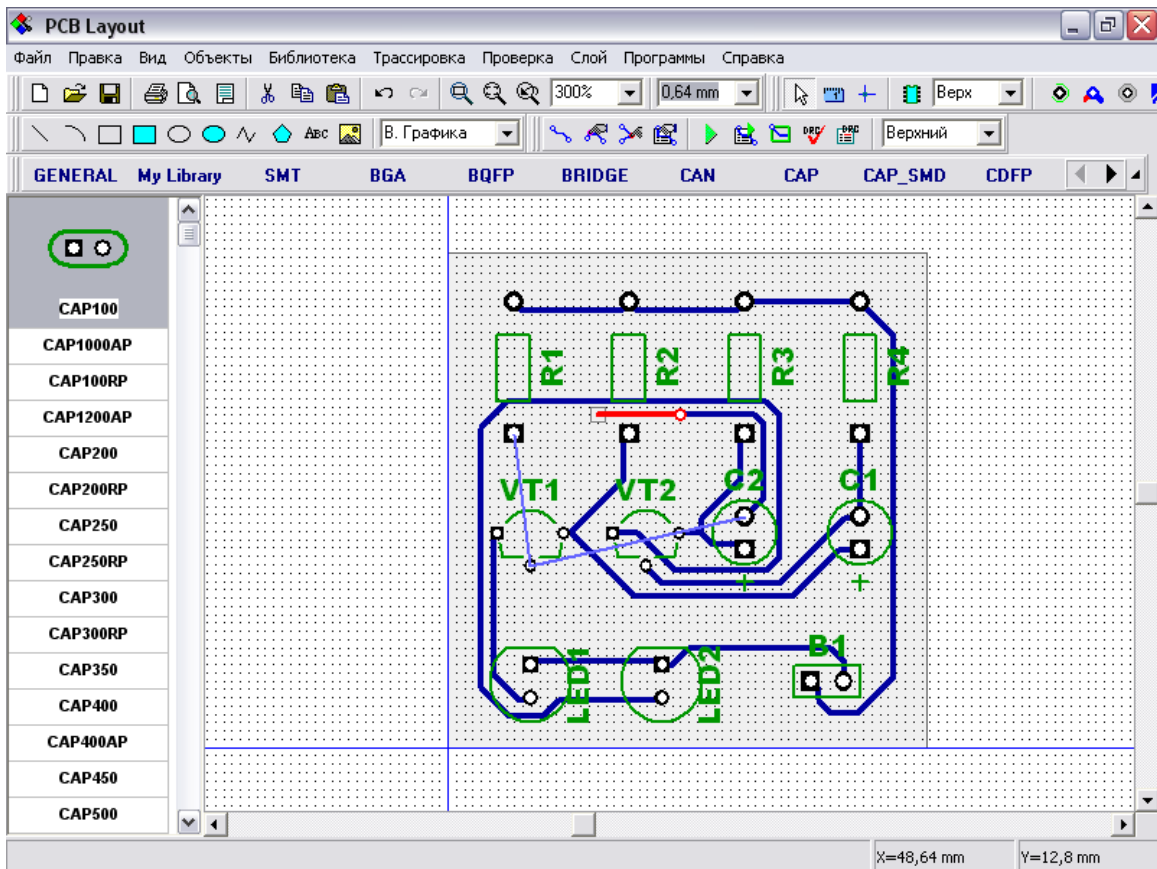 PCB Layout
Файл Правка Вид Объекты Библиотека Трассировка Проверка Слой Программы Справка
300% 0,64 mm Верх
Abc В. Графика DRC DRC Верхний
GENERAL My Library SMT BGA BQFP BRIDGE CAN CAP CAP_SMD CDFP
CAP100
CAP1000AP
CAP100RP
CAP1200AP
CAP200
CAP200RP
CAP250
CAP250RP
CAP300
CAP300RP
CAP350
CAP400
CAP400AP
CAP450
CAP500
R1 R2 R3 R4
VT1 VT2 C2 C1
+ +
LED1 LED2 B1
X=48,64 mm Y=12,8 mm